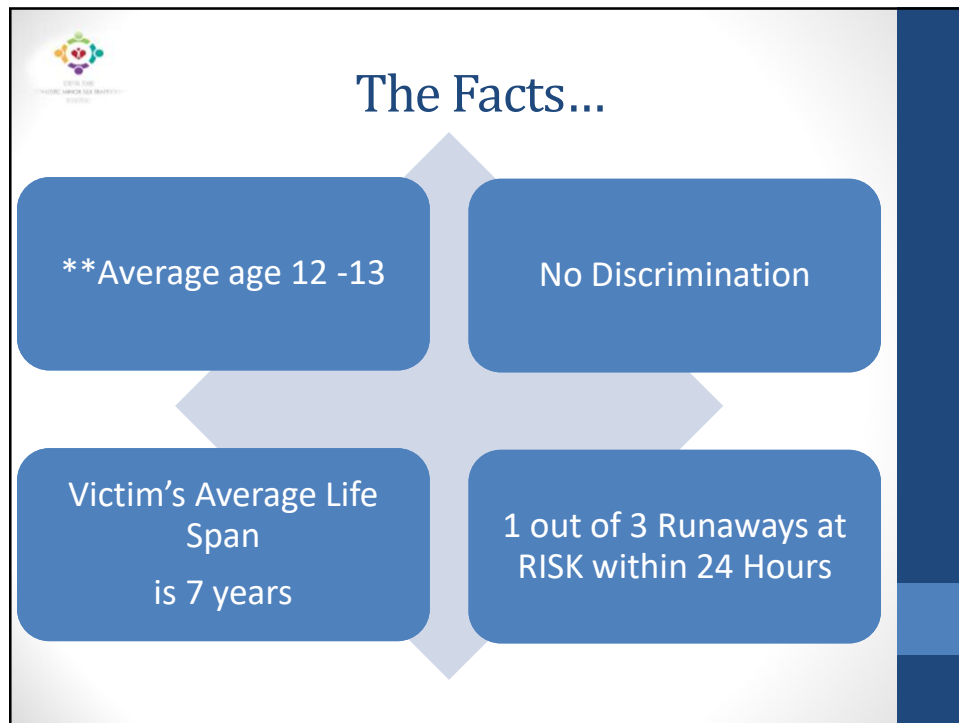 The Facts...
**Average age 12 -13
No Discrimination
Victim’s Average Life
Span
is 7 years
1 out of 3 Runaways at
RISK within 24 Hours